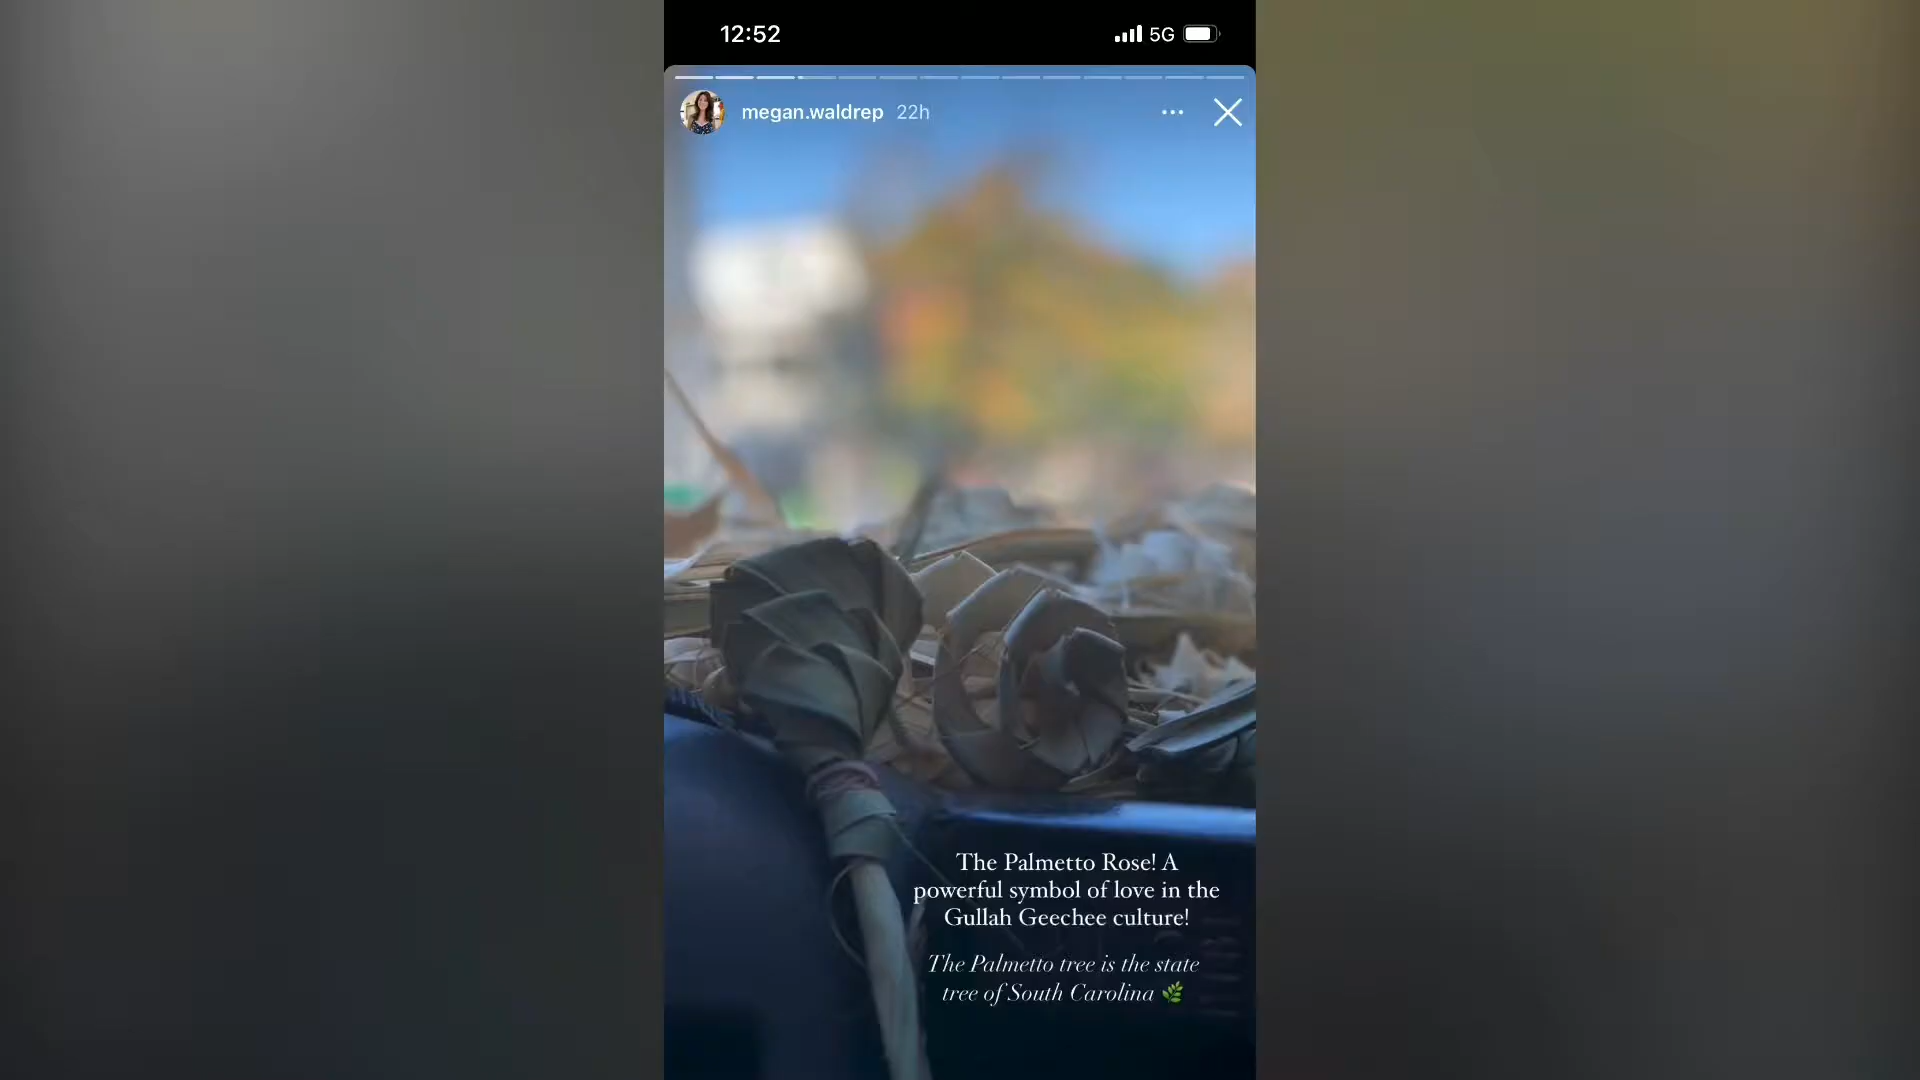 12:52
5G
megan.waldrep 22h
The Palmetto Rose! A
powerful symbol of love in the
Gullah Geechee culture!
The Palmetto tree is the state
tree of South Carolina 🌿